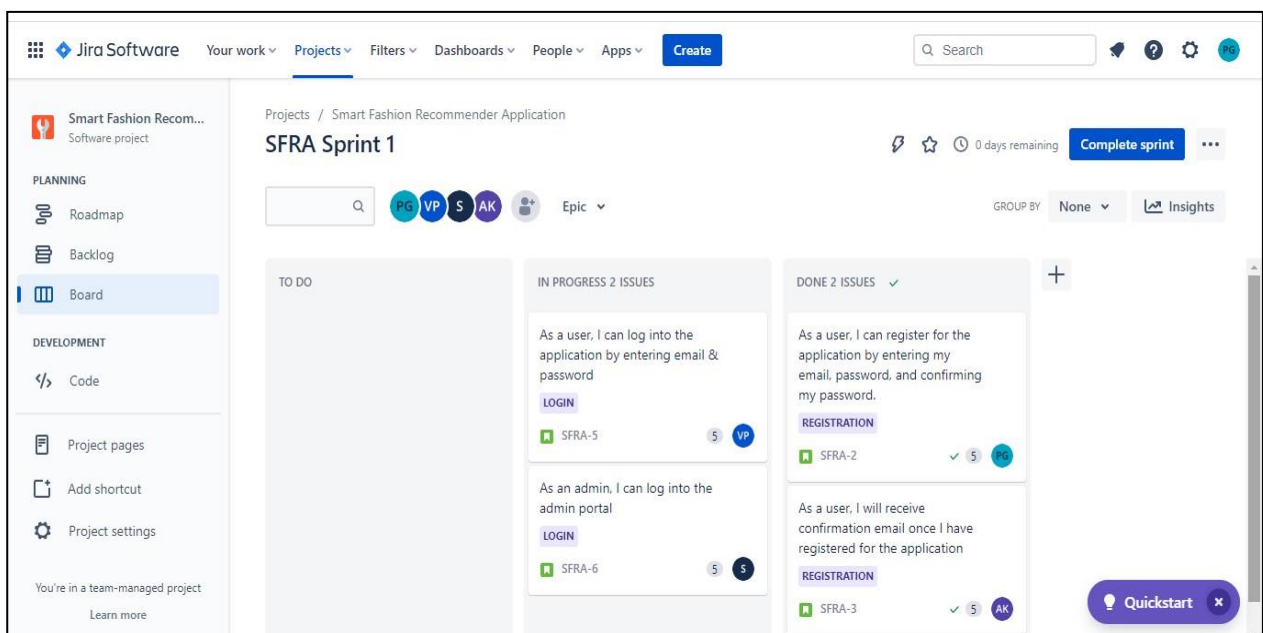 Jira Software Your work Projects Filters Dashboards People Apps Create Search PG
Smart Fashion Recom...
Software project
PLANNING
Roadmap
Backlog
Board
DEVELOPMENT
Code
Project pages
Add shortcut
Project settings
You're in a team-managed project
Learn more
Projects / Smart Fashion Recommender Application
SFRA Sprint 1
0 days remaining Complete sprint
PG VP S AK Epic GROUP BY None Insights
TO DO
IN PROGRESS 2 ISSUES
As a user, I can log into the
application by entering email &
password
LOGIN
SFRA-5 5 VP
As an admin, I can log into the
admin portal
LOGIN
SFRA-6 5 S
DONE 2 ISSUES
As a user, I can register for the
application by entering my
email, password, and confirming
my password.
REGISTRATION
SFRA-2 5 PG
As a user, I will receive
confirmation email once I have
registered for the application
REGISTRATION
SFRA-3 5 AK
Quickstart